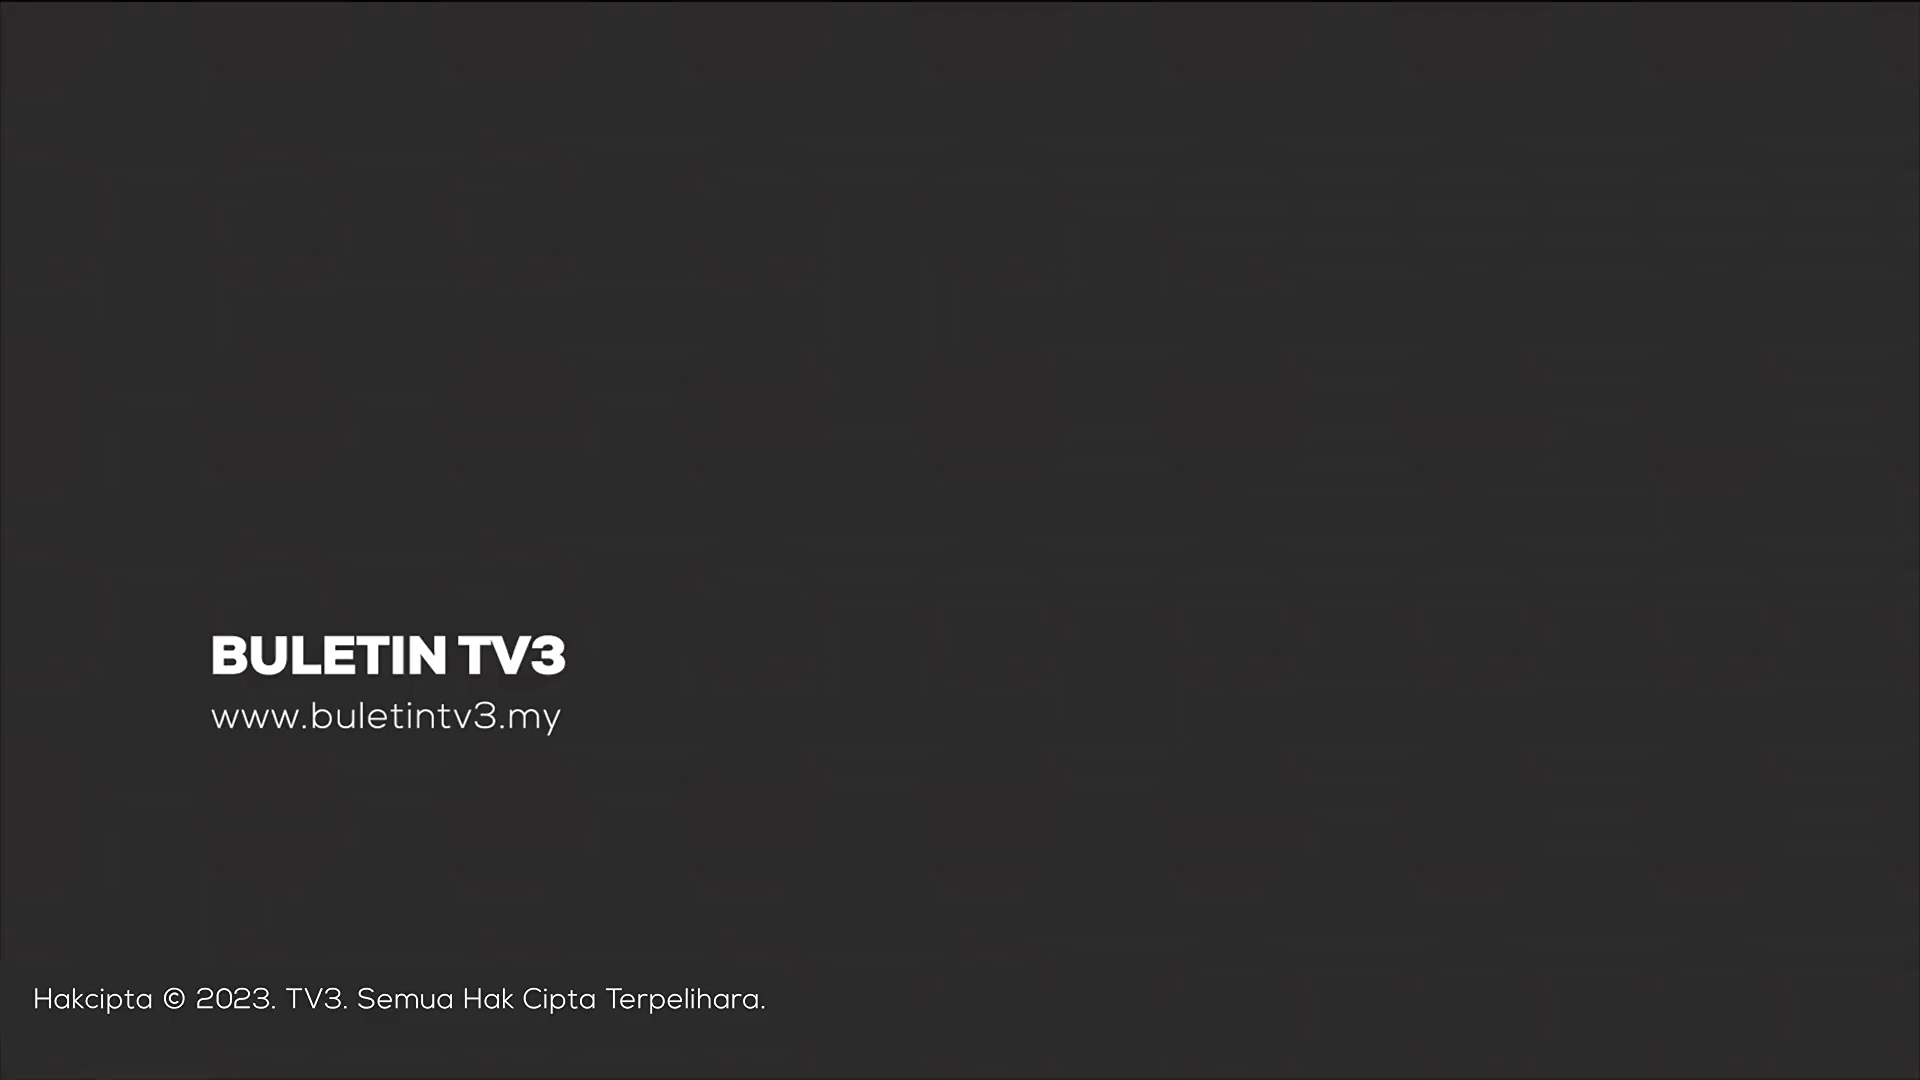 BULETIN TV3
www.buletintv3.my
Hakcipta © 2023. TV3. Semua Hak Cipta Terpelihara.